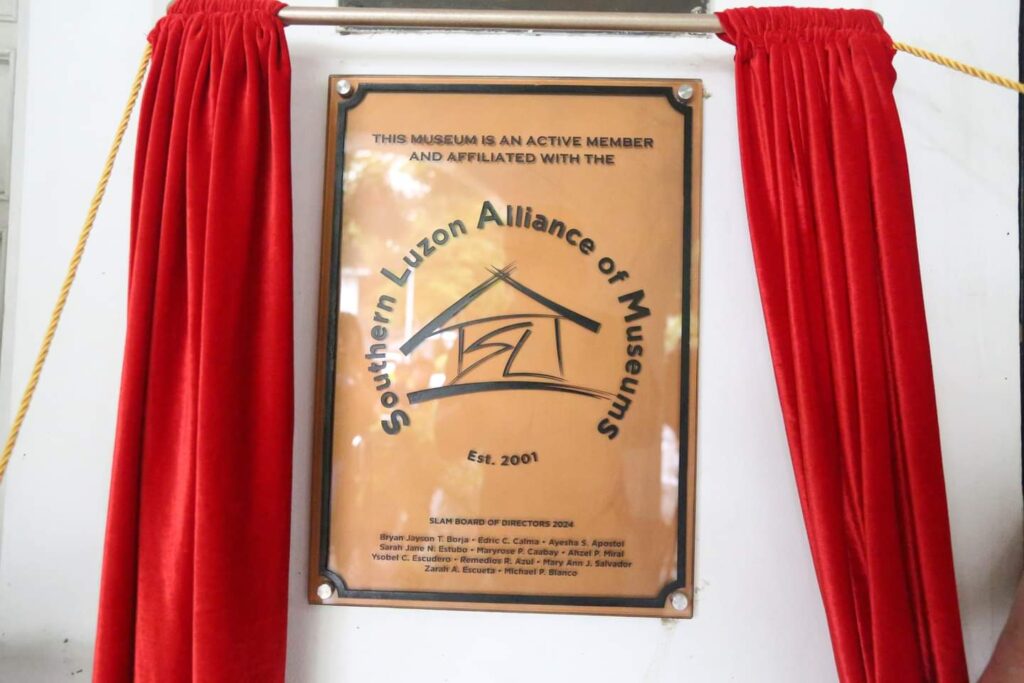 THIS MUSEUM IS AN ACTIVE MEMBER
AND AFFILIATED WITH THE
Southern Luzon Alliance of Museums
SL
Est. 2001
SLAM BOARD OF DIRECTORS 2024
Bryan Jayson T. Borja • Edric C. Calma • Ayesha S. Apostol
Sarah Jane N. Estubo • Maryrose P. Caabay • Ahzel P. Miral
Ysobel C. Escudero • Remedios R. Azul • Mary Ann J. Salvador
Zarah A. Escueta • Michael P. Blanco